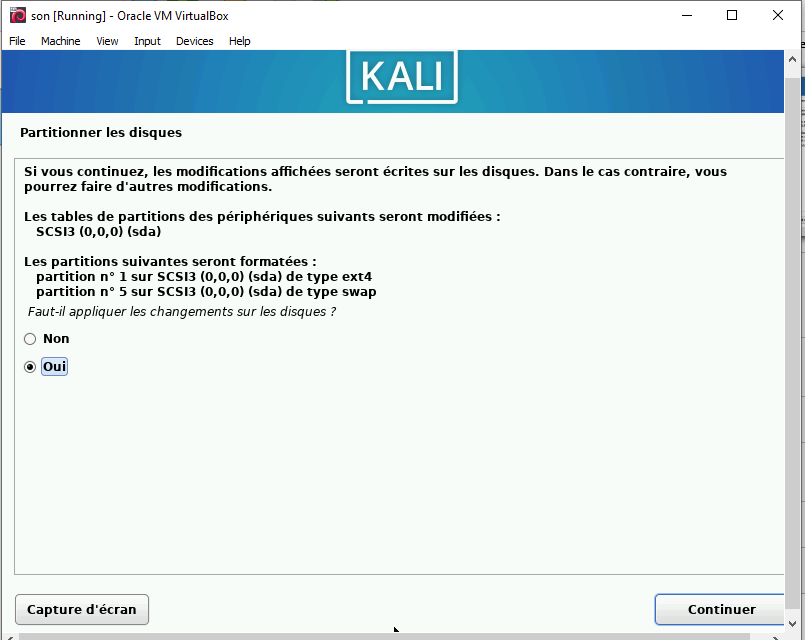 son [Running] - Oracle VM VirtualBox
File Machine View Input Devices Help
KALI
Partitionner les disques
Si vous continuez, les modifications affichées seront écrites sur les disques. Dans le cas contraire, vous
pourrez faire d'autres modifications.
Les tables de partitions des périphériques suivants seront modifiées :
SCSI3 (0,0,0) (sda)
Les partitions suivantes seront formatées :
partition n° 1 sur SCSI3 (0,0,0) (sda) de type ext4
partition n° 5 sur SCSI3 (0,0,0) (sda) de type swap
Faut-il appliquer les changements sur les disques ?
Non
Oui
Capture d'écran
Continuer